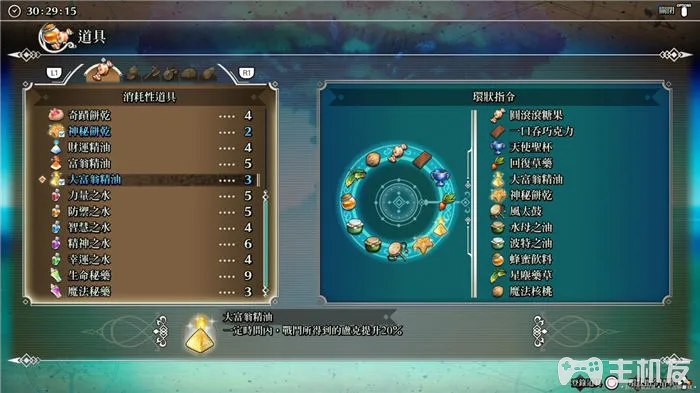 30:29:15
OPTIONS
關閉
道具
L1
R1
消耗性道具
奇蹟餅乾 ···· 4
神秘餅乾 ···· 2
財運精油 ···· 4
富翁精油 ···· 5
大富翁精油 ···· 3
力量之水 ···· 5
防禦之水 ···· 5
智慧之水 ···· 4
精神之水 ···· 6
幸運之水 ···· 4
生命秘藥 ···· 9
魔法秘藥 ···· 3
環狀指令
圓滾滾糖果
一口吞巧克力
天使聖杯
回復草藥
大富翁精油
神秘餅乾
風太鼓
水母之油
波特之油
蜂蜜飲料
星塵藥草
魔法核桃
大富翁精油
一定時間內，戰鬥所得到的盧克提升20%
主机友